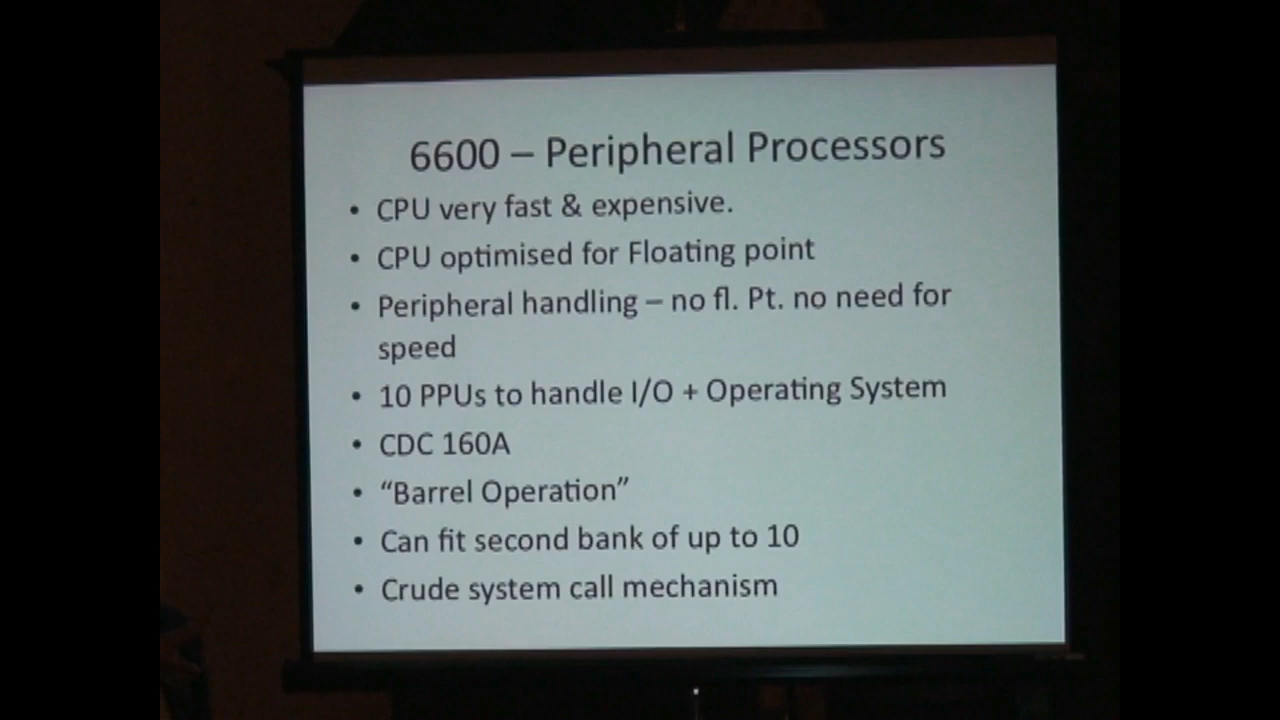 6600 – Peripheral Processors
• CPU very fast & expensive.
• CPU optimised for Floating point
• Peripheral handling – no fl. Pt. no need for
speed
• 10 PPUs to handle I/O + Operating System
• CDC 160A
• “Barrel Operation”
• Can fit second bank of up to 10
• Crude system call mechanism